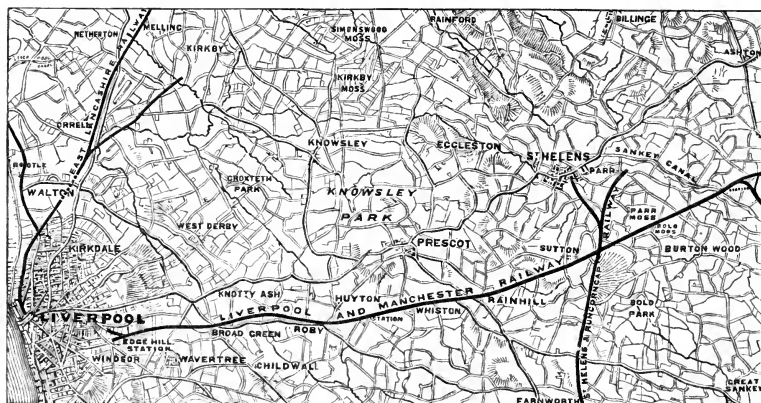 NETHERTON
MELLING
KIRKBY
SIMONSWOOD
MOSS
RAINFORD
BILLINGE
ASHTON
KIRKBY
MOSS
EAST LANCASHIRE RAILWAY
ORRELL
BOOTLE
WALTON
KNOWSLEY
ECCLESTON
ST HELENS
PARR
SANKEY CANAL
CROXTETH
PARK
KNOWSLEY
PARK
WEST DERBY
KIRKDALE
PRESCOT
SUTTON
PARR
MOSS
BOLD
MOSS
BURTON WOOD
KNOTTY ASH
HUYTON
LIVERPOOL AND MANCHESTER RAILWAY
RAINHILL
BOLD
PARK
LIVERPOOL
STATION
WHISTON
BROAD GREEN
ROBY
EDGE HILL
STATION
WINDSOR
WAVERTREE
CHILDWALL
ST HELENS & RUNCORN GAP RAILWAY
FARNWORTH
GREAT
SANKEY